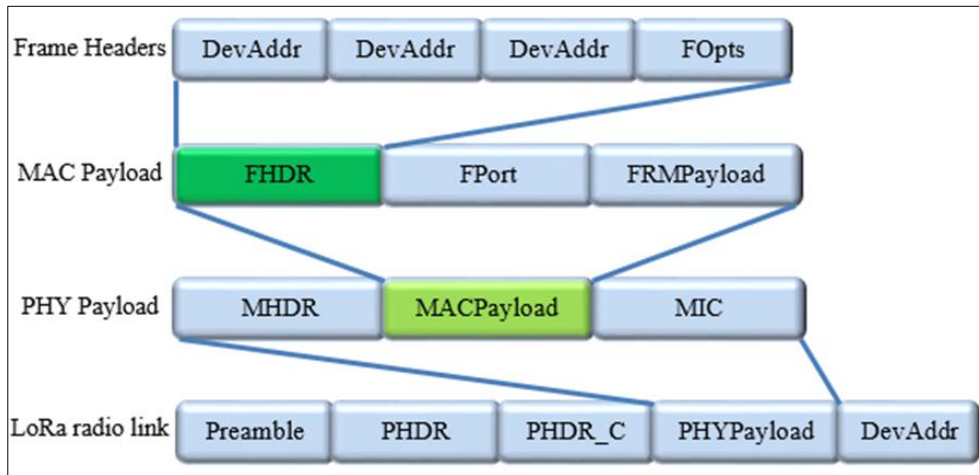 Frame Headers DevAddr DevAddr DevAddr FOpts
MAC Payload FHDR FPort FRMPayload
PHY Payload MHDR MACPayload MIC
LoRa radio link Preamble PHDR PHDR_C PHYPayload DevAddr